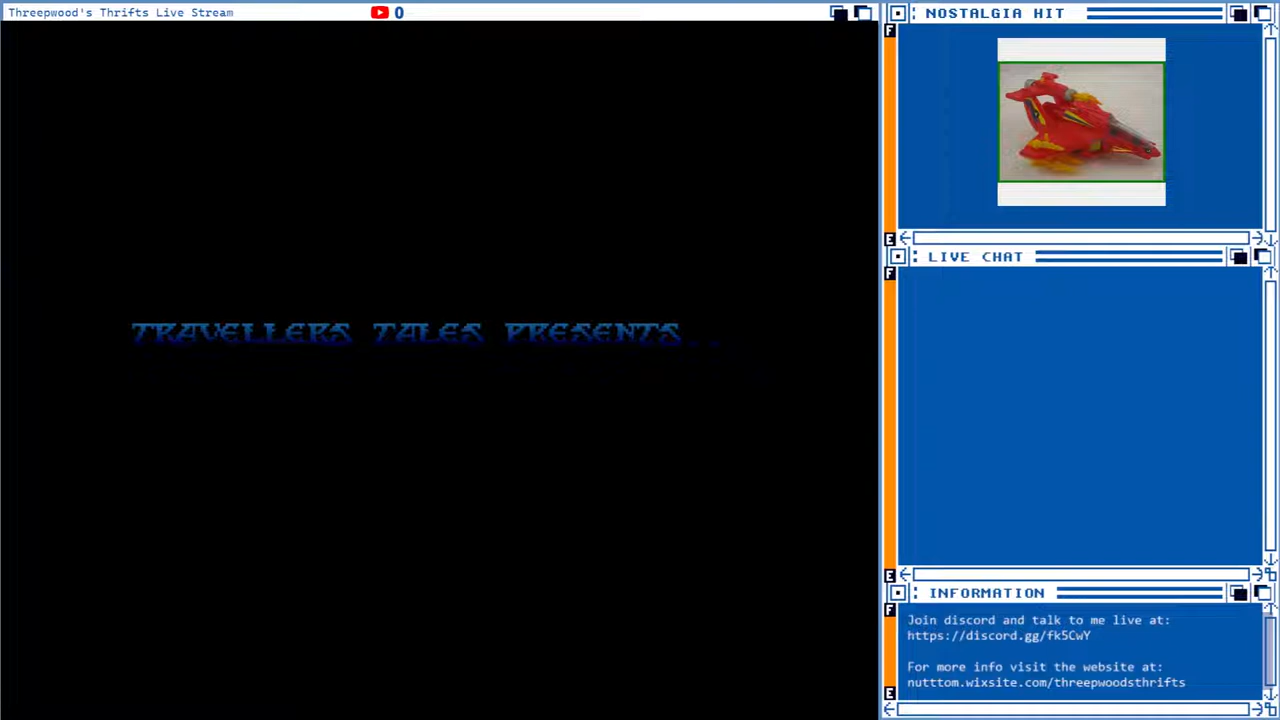 Threepwood's Thrifts Live Stream
0
TRAVELLERS TALES PRESENTS...
NOSTALGIA HIT
F
E
LIVE CHAT
F
E
INFORMATION
F
Join discord and talk to me live at:
https://discord.gg/fk5CwY
For more info visit the website at:
nutttom.wixsite.com/threepwoodsthrifts
E